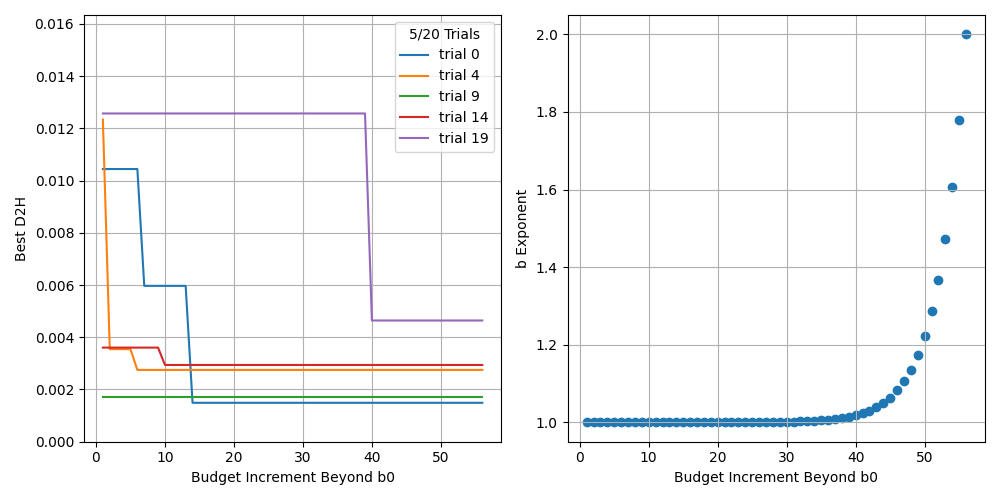 0.016
0.014
0.012
0.010
0.008
0.006
0.004
0.002
0.000
Best D2H
0 10 20 30 40 50
Budget Increment Beyond b0
5/20 Trials
trial 0
trial 4
trial 9
trial 14
trial 19
2.0
1.8
1.6
1.4
1.2
1.0
b Exponent
0 10 20 30 40 50
Budget Increment Beyond b0